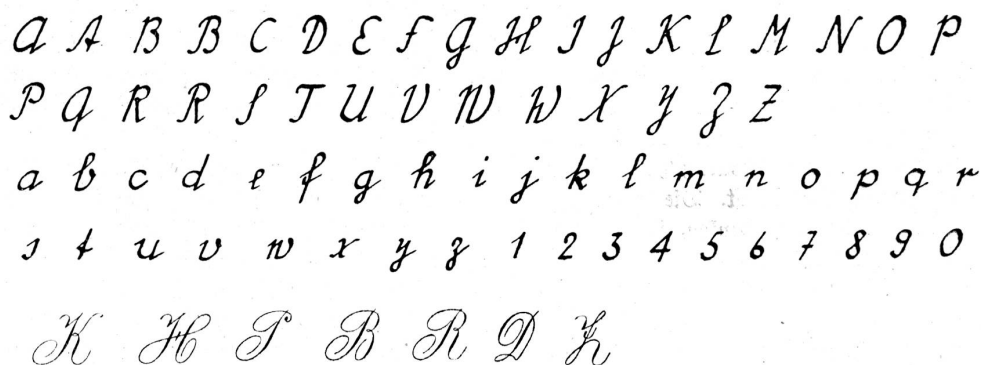 A A B B C D E F G H I J K L M N O P
P Q R R S T U V W W X Y Z Z
a b c d e f g h i j k l m n o p q r
s t u v w x y z 1 2 3 4 5 6 7 8 9 0
K H P B R D